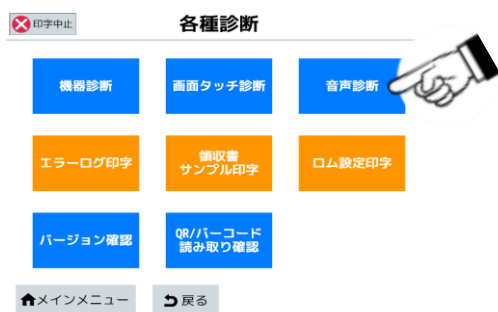 印字中止
各種診断
機器診断
画面タッチ診断
音声診断
エラーログ印字
領収書
サンプル印字
ロム設定印字
バージョン確認
QR/バーコード
読み取り確認
メインメニュー
戻る